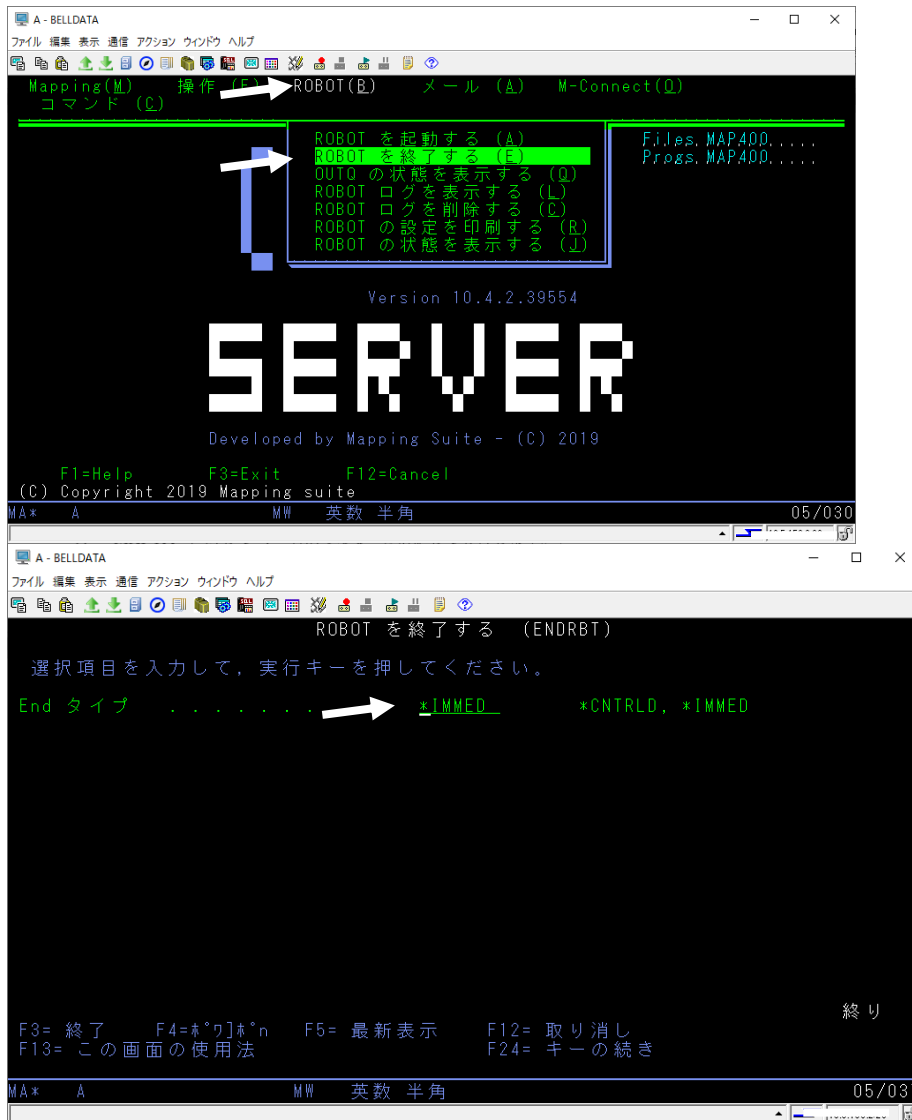 A - BELLDATA
ファイル 編集 表示 通信 アクション ウィンドウ ヘルプ
Mapping(M) 操作 (F) ROBOT(B) メール (A) M-Connect(O)
コマンド (C)
ROBOT を起動する (A) Files.MAP400.....
ROBOT を終了する (E) Progs.MAP400.....
OUTQ の状態を表示する (Q)
ROBOT ログを表示する (L)
ROBOT ログを削除する (C)
ROBOT の設定を印刷する (R)
ROBOT の状態を表示する (J)
Version 10.4.2.39554
SERVER
Developed by Mapping Suite - (C) 2019
F1=Help F3=Exit F12=Cancel
(C) Copyright 2019 Mapping suite
MA* A MW 英数 半角 05/030
A - BELLDATA
ファイル 編集 表示 通信 アクション ウィンドウ ヘルプ
ROBOT を終了する (ENDRBT)
選択項目を入力して, 実行キーを押してください。
End タイプ . . . . . . . *IMMED *CNTRLD, *IMMED
終り
F3= 終了 F4=ﾎﾟﾜ]ﾎﾟn F5= 最新表示 F12= 取り消し
F13= この画面の使用法 F24= キーの続き
MA* A MW 英数 半角 05/03